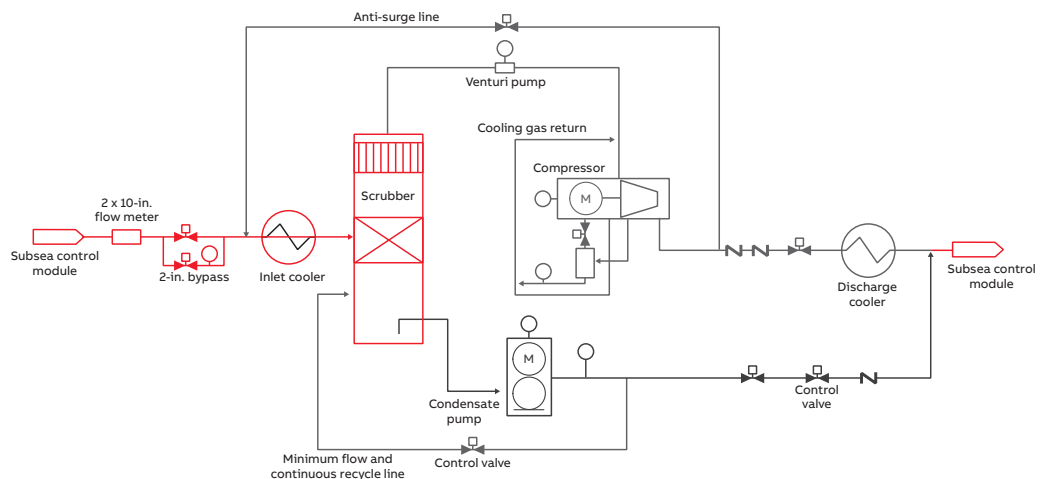 Anti-surge line
Venturi pump
Cooling gas return
Compressor
M
Scrubber
2 x 10-in.
flow meter
Subsea control
module
2-in. bypass
Inlet cooler
Discharge
cooler
Subsea control
module
M
Condensate
pump
Control
valve
Minimum flow and
continuous recycle line
Control valve